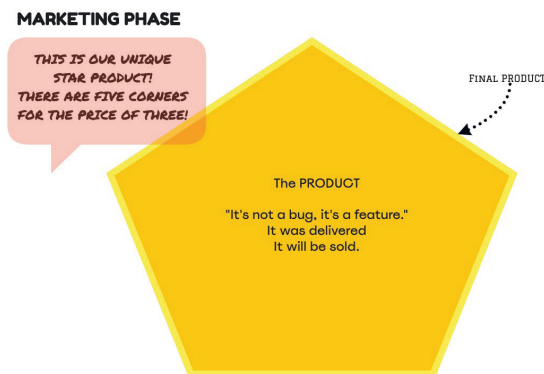 MARKETING PHASE
THIS IS OUR UNIQUE
STAR PRODUCT!
THERE ARE FIVE CORNERS
FOR THE PRICE OF THREE!
FINAL PRODUCT
The PRODUCT
"It's not a bug, it's a feature."
It was delivered
It will be sold.